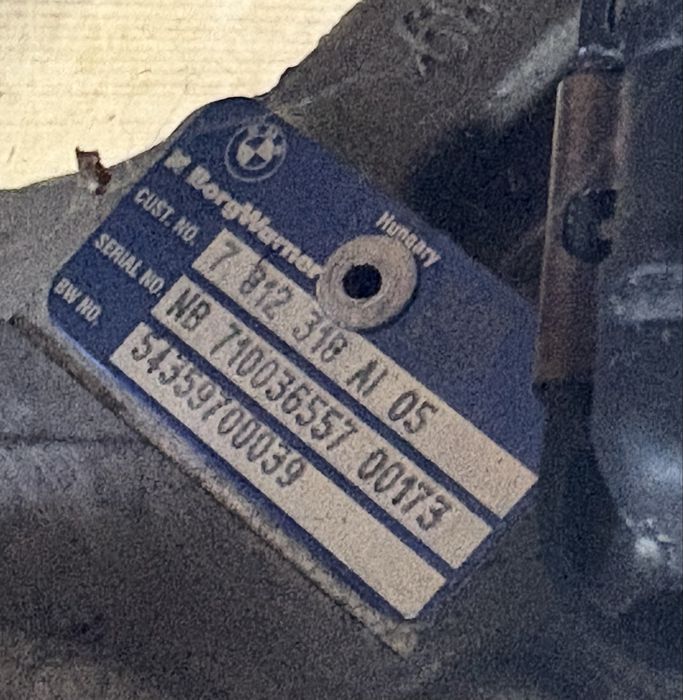 BorgWarner
Hungary
CUST. NO. 7 812 318 AI 05
SERIAL NO. NB 710036557 00173
BW NO. 54359700039